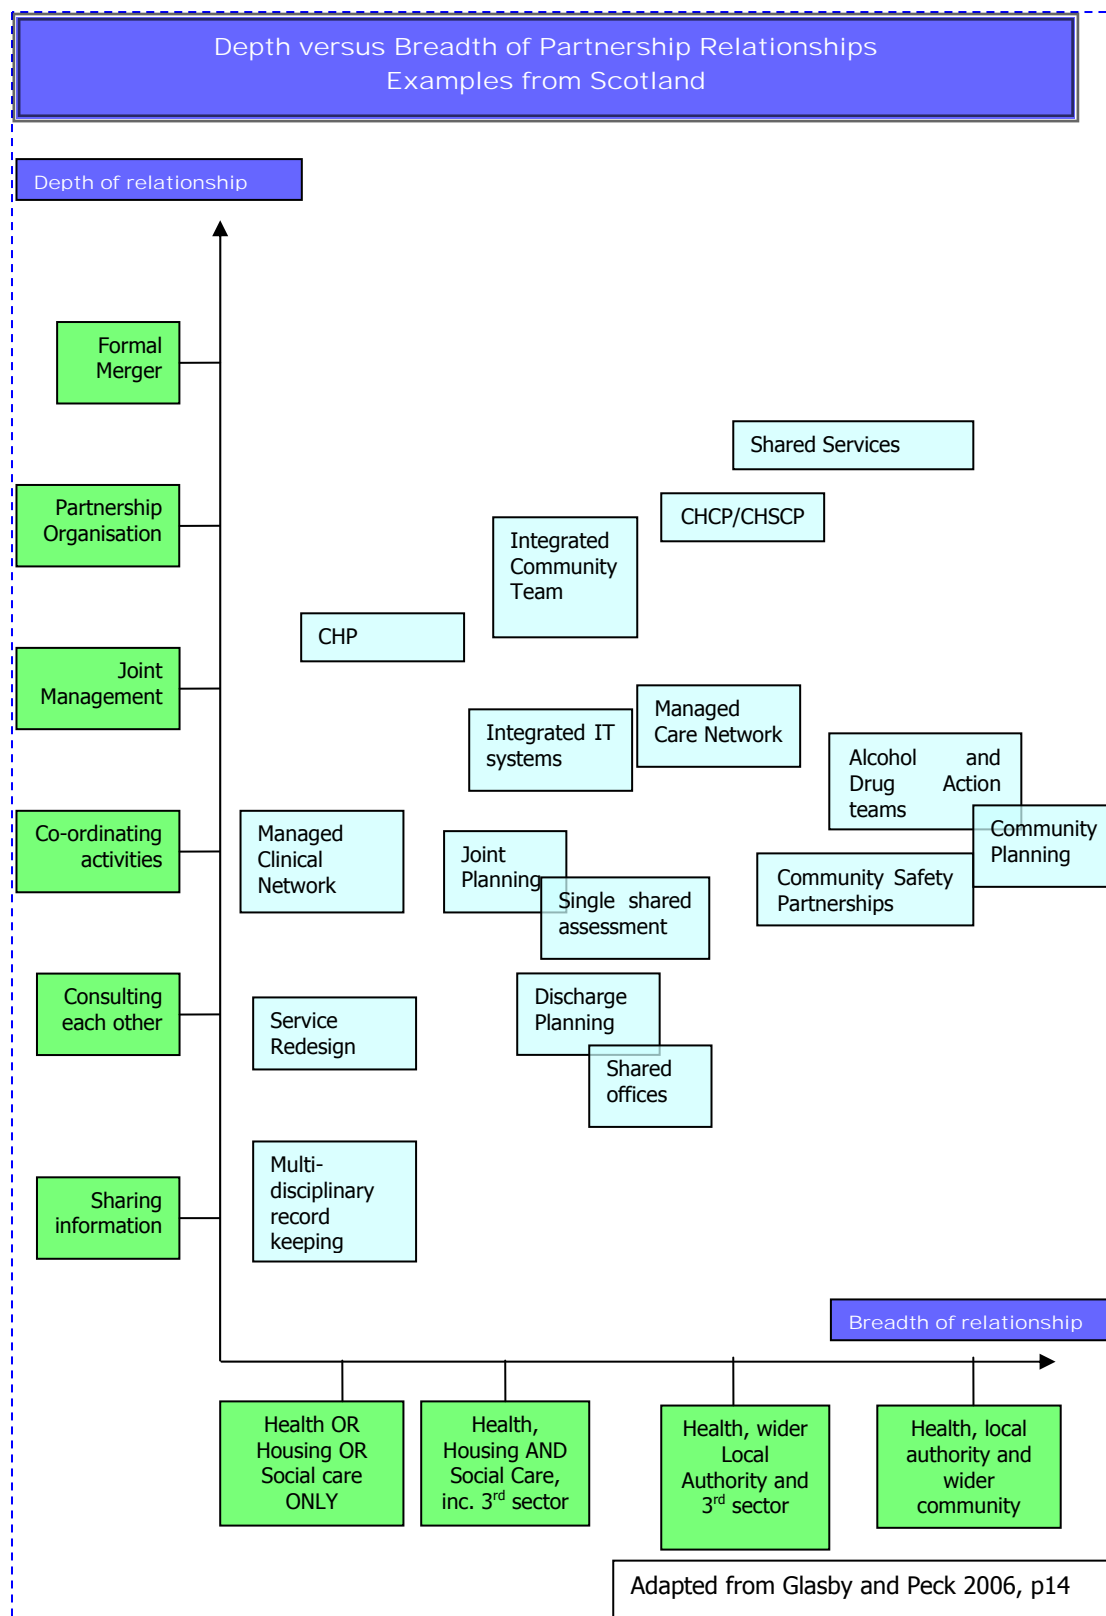 Depth versus Breadth of Partnership Relationships
Examples from Scotland
Depth of relationship
Formal
Merger
Shared Services
Partnership
Organisation
CHCP/CHSCP
Integrated
Community
Team
CHP
Joint
Management
Managed
Care Network
Integrated IT
systems
Alcohol and
Drug Action
teams
Co-ordinating
activities
Managed
Clinical
Network
Joint
Planning
Community
Planning
Community Safety
Partnerships
Single shared
assessment
Consulting
each other
Service
Redesign
Discharge
Planning
Shared
offices
Sharing
information
Multi-
disciplinary
record
keeping
Breadth of relationship
Health OR
Housing OR
Social care
ONLY
Health,
Housing AND
Social Care,
inc. 3rd sector
Health, wider
Local
Authority and
3rd sector
Health, local
authority and
wider
community
Adapted from Glasby and Peck 2006, p14